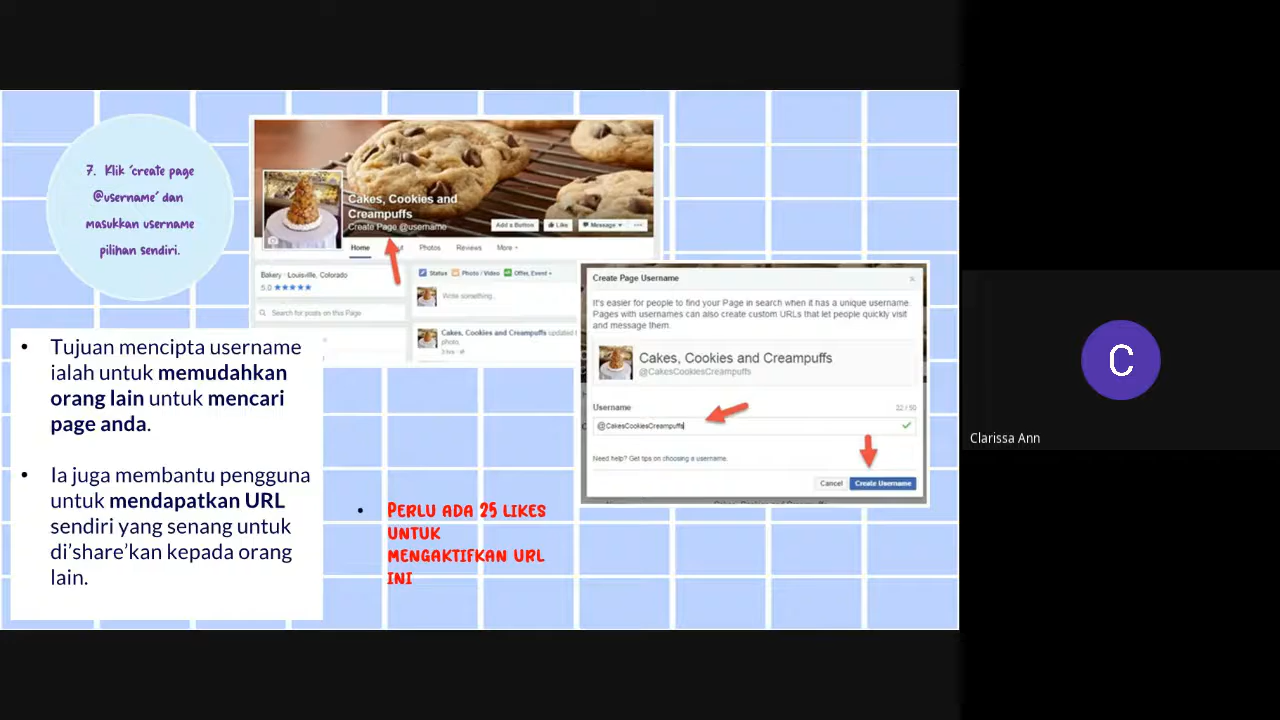 7. Klik 'create page
@username' dan
masukkan username
pilihan sendiri.
Cakes, Cookies and
Creampuffs
Create Page @username
Add a Button
Like
Message
Home
Photos
Reviews
More
Bakery · Louisville, Colorado
5.0
Search for posts on this Page
Status
Photo / Video
Offer, Event +
Write something...
Cakes, Cookies and Creampuffs updated
photo.
3 hrs
Create Page Username
It's easier for people to find your Page in search when it has a unique username.
Pages with usernames can also create custom URLs that let people quickly visit
and message them.
Cakes, Cookies and Creampuffs
@CakesCookiesCreampuffs
Username
22 / 50
@CakesCookiesCreampuffs
Need help? Get tips on choosing a username.
Cancel
Create Username
• Tujuan mencipta username
ialah untuk memudahkan
orang lain untuk mencari
page anda.
• Ia juga membantu pengguna
untuk mendapatkan URL
sendiri yang senang untuk
di'share'kan kepada orang
lain.
• PERLU ADA 25 LIKES
UNTUK
MENGAKTIFKAN URL
INI
C
Clarissa Ann